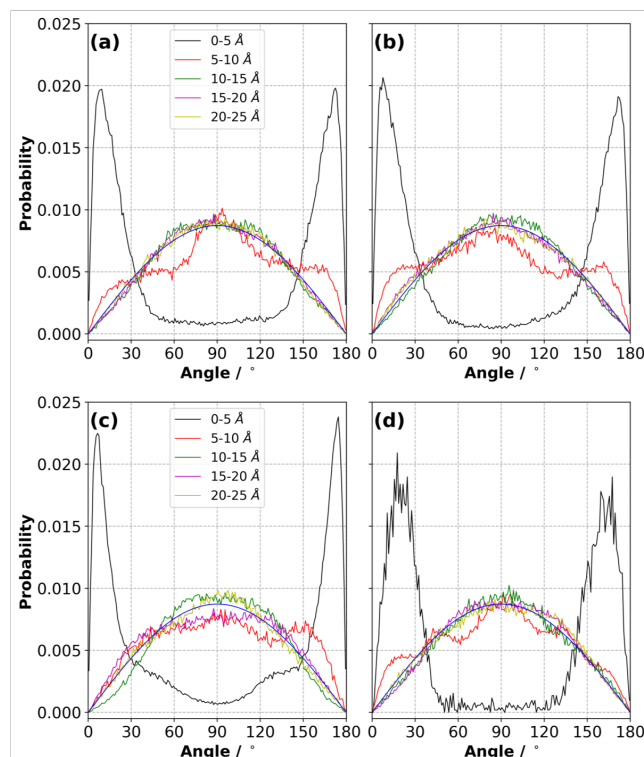 (a)
0-5 Å
5-10 Å
10-15 Å
15-20 Å
20-25 Å
0.025
0.020
0.015
0.010
0.005
0.000
Probability
0 30 60 90 120 150 180
Angle / °
(b)
0 30 60 90 120 150 180
Angle / °
(c)
0-5 Å
5-10 Å
10-15 Å
15-20 Å
20-25 Å
0.025
0.020
0.015
0.010
0.005
0.000
Probability
0 30 60 90 120 150 180
Angle / °
(d)
0 30 60 90 120 150 180
Angle / °